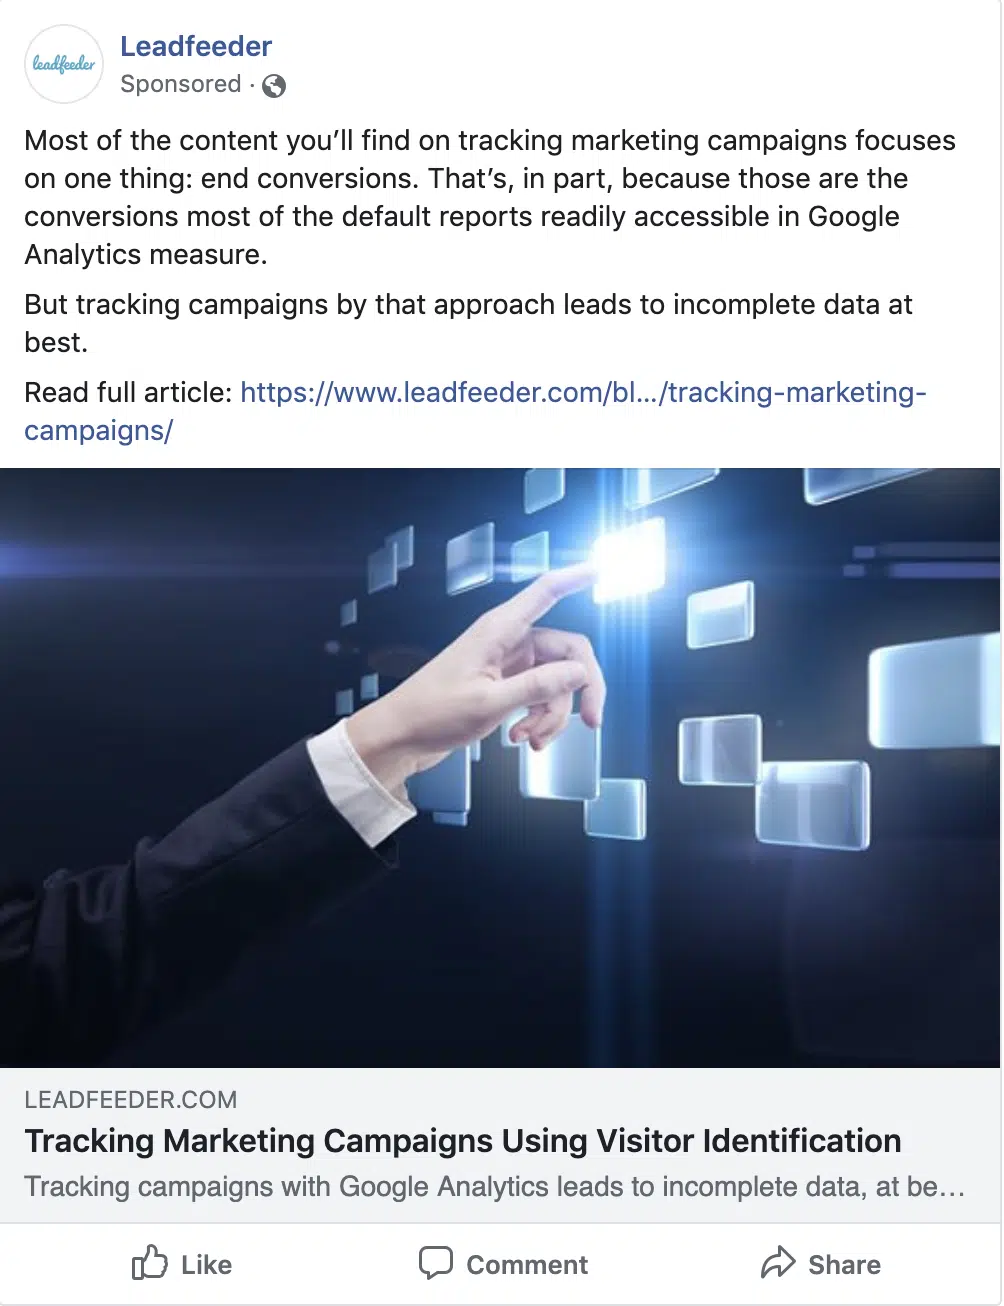 leadfeeder
Leadfeeder
Sponsored ·
Most of the content you’ll find on tracking marketing campaigns focuses
on one thing: end conversions. That’s, in part, because those are the
conversions most of the default reports readily accessible in Google
Analytics measure.
But tracking campaigns by that approach leads to incomplete data at
best.
Read full article: https://www.leadfeeder.com/bl.../tracking-marketing-
campaigns/
LEADFEEDER.COM
Tracking Marketing Campaigns Using Visitor Identification
Tracking campaigns with Google Analytics leads to incomplete data, at be...
Like
Comment
Share